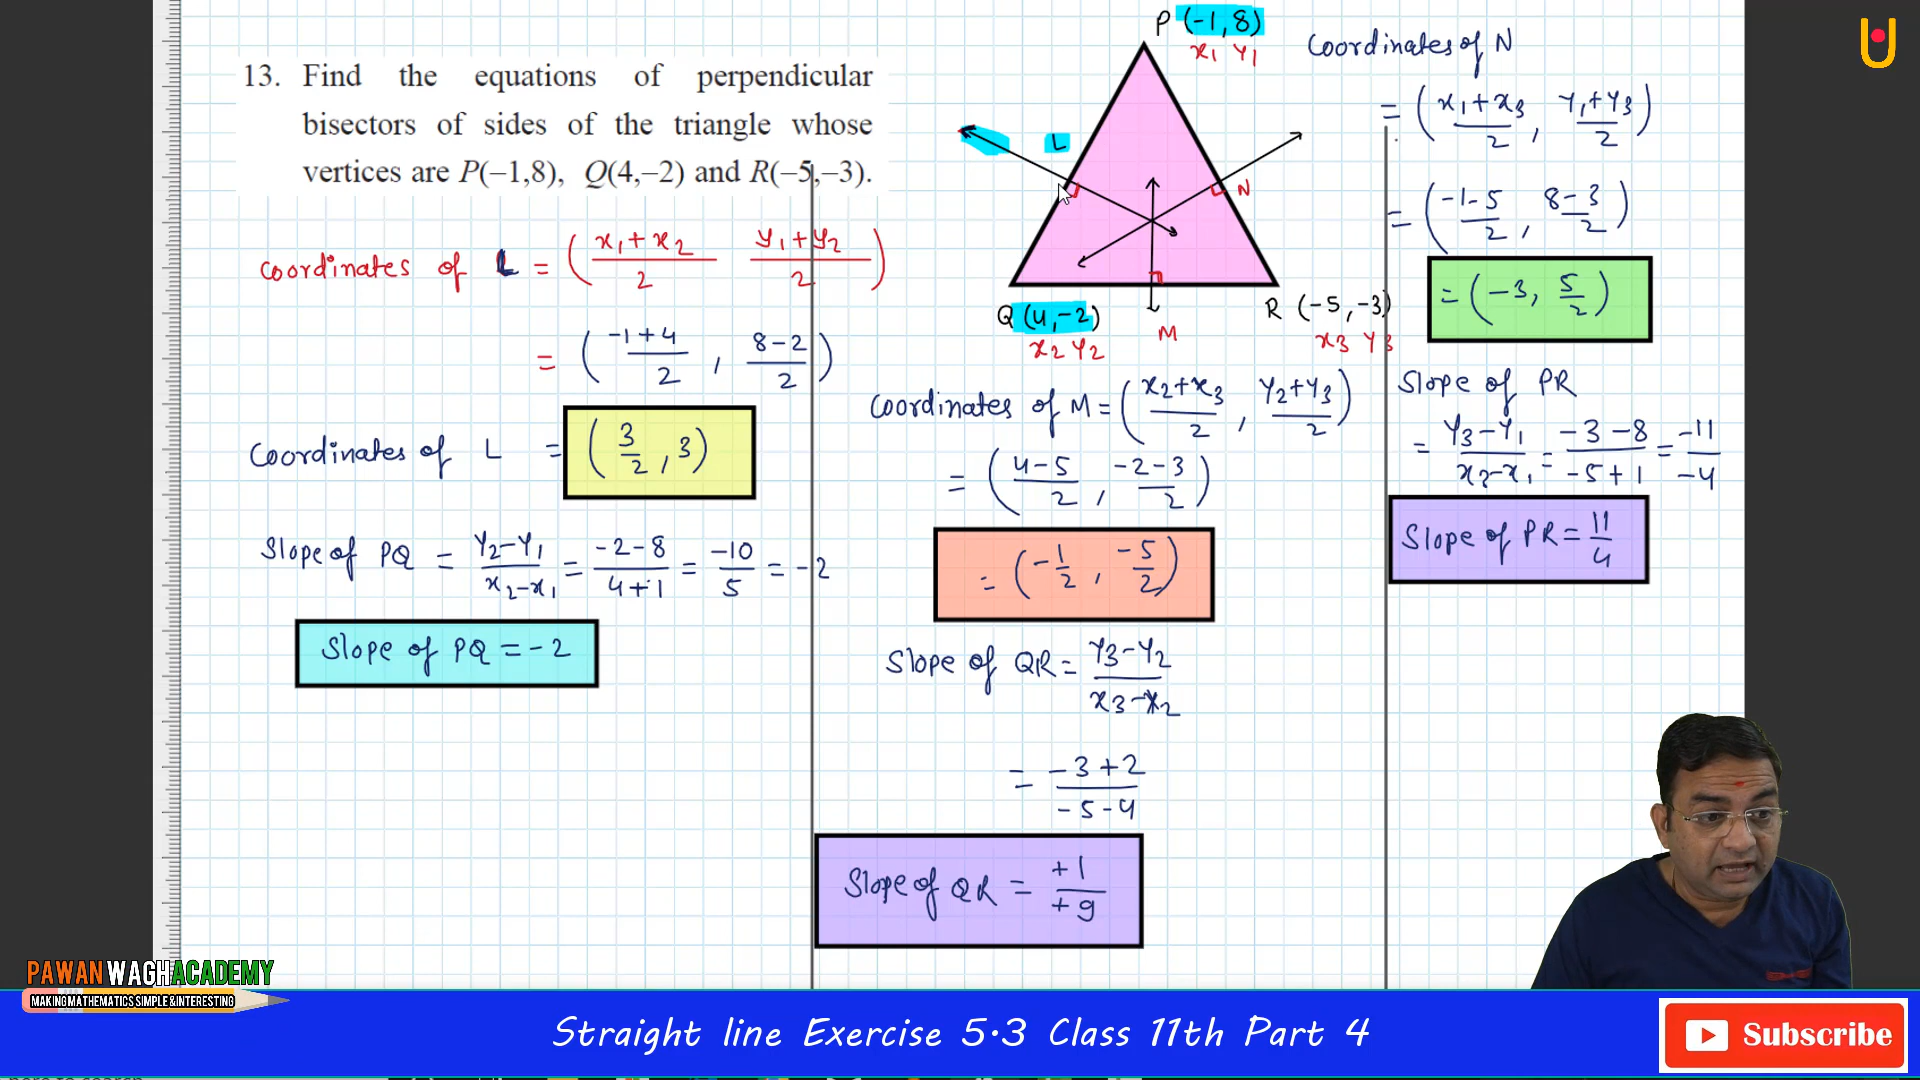 13. Find the equations of perpendicular
bisectors of sides of the triangle whose
vertices are P(−1,8), Q(4,−2) and R(−5,−3).
Coordinates of L = ( x1+x2 / 2   y1+y2 / 2 )
= ( -1+4 / 2 , 8-2 / 2 )
Coordinates of L = ( 3/2 , 3 )
Slope of PQ = y2-y1 / x2-x1 = -2-8 / 4+1 = -10 / 5 = -2
Slope of PQ = -2
P (-1, 8)
x1 y1
L
N
Q (4, -2)
x2 y2
M
R (-5, -3)
x3 y3
Coordinates of M = ( x2+x3 / 2 , y2+y3 / 2 )
= ( 4-5 / 2 , -2-3 / 2 )
= ( -1/2 , -5/2 )
Slope of QR = y3-y2 / x3-x2
= -3+2 / -5-4
Slope of QR = +1 / +9
Coordinates of N
= ( x1+x3 / 2 , y1+y3 / 2 )
= ( -1-5 / 2 , 8-3 / 2 )
= ( -3, 5/2 )
Slope of PR
= y3-y1 / x3-x1 = -3-8 / -5+1 = -11 / -4
Slope of PR = 11/4
PAWAN WAGH ACADEMY
MAKING MATHEMATICS SIMPLE & INTERESTING
Straight line Exercise 5.3 Class 11th Part 4
Subscribe